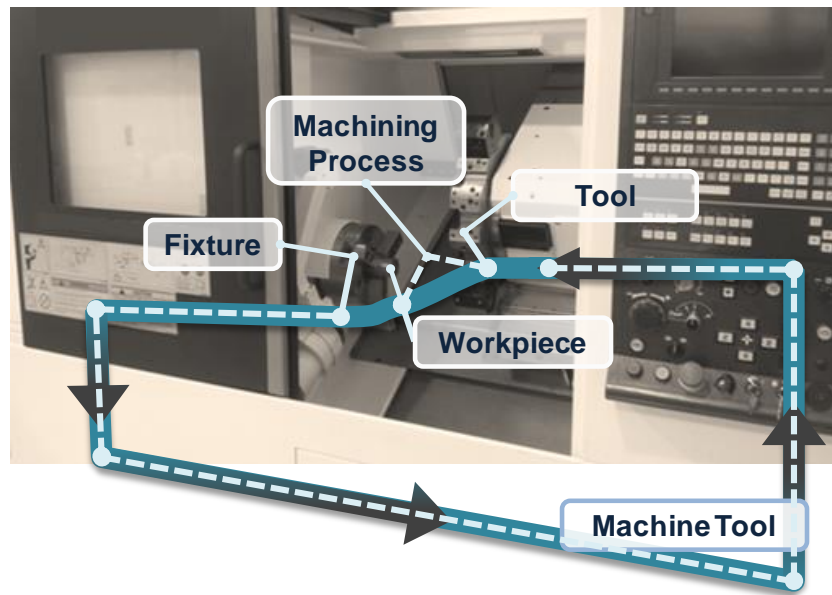 Machining
Process
Tool
Fixture
Workpiece
Machine Tool